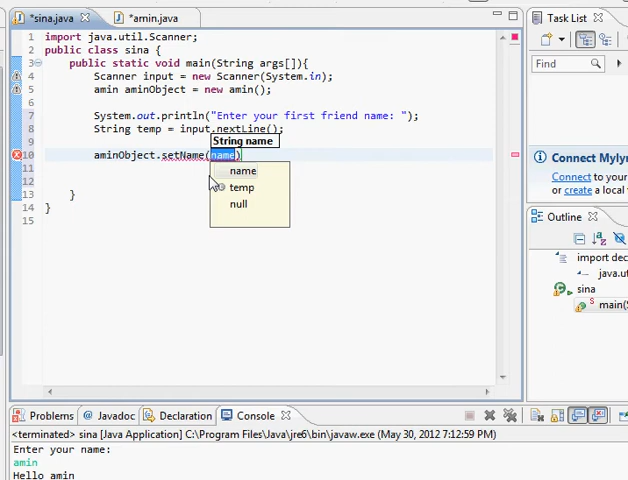 *sina.java
*amin.java
1 import java.util.Scanner;
2 public class sina {
3 public static void main(String args[]){
4 Scanner input = new Scanner(System.in);
5 amin aminObject = new amin();
6
7 System.out.println("Enter your first friend name: ");
8 String temp = input.nextLine();
9
String name
10 aminObject.setName(name)
11
12
13 }
14 }
15
name
temp
null
Task List
Find
All
Connect Mylyn
Connect to your
or create a local
Outline
import dec
java.ut
sina
S main(S
Problems @ Javadoc Declaration Console
<terminated> sina [Java Application] C:\Program Files\Java\jre6\bin\javaw.exe (May 30, 2012 7:12:59 PM)
Enter your name:
amin
Hello amin